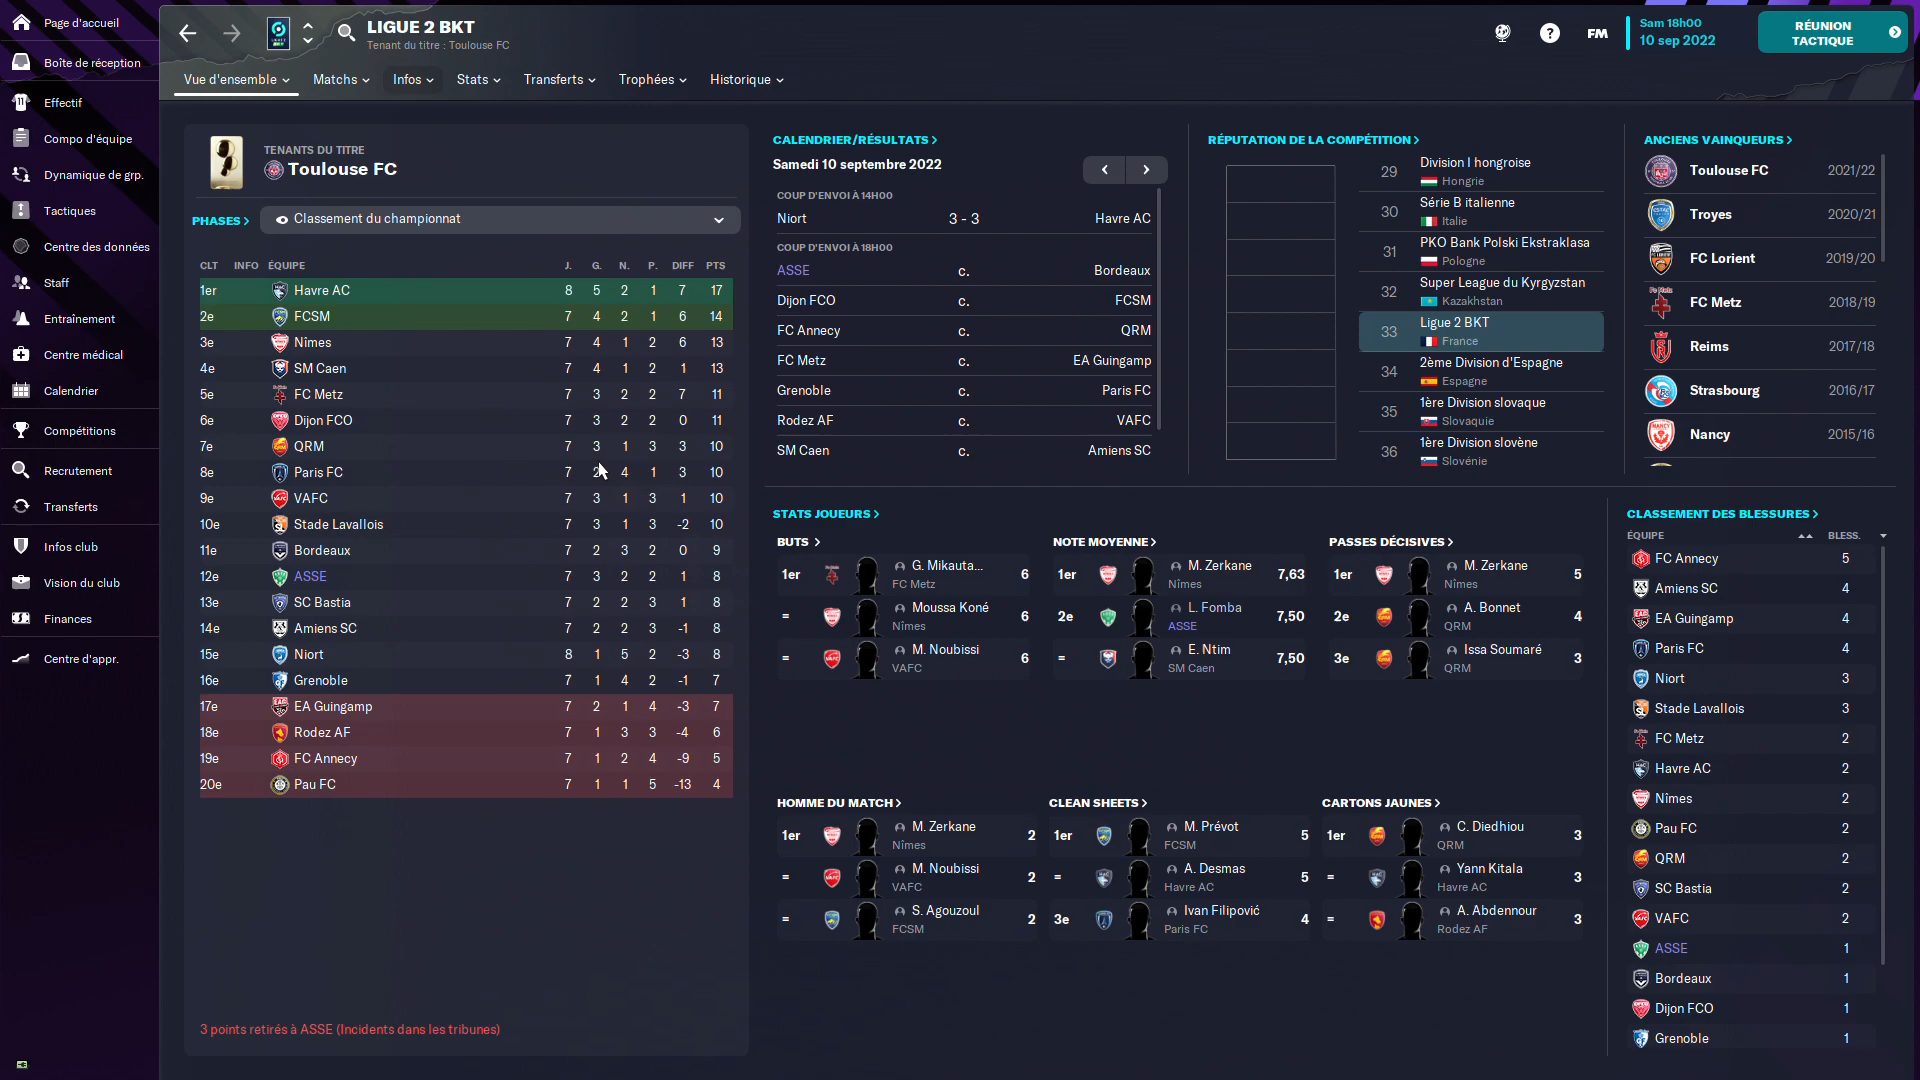 Page d'accueil
Boîte de réception
Effectif
Compo d'équipe
Dynamique de grp.
Tactiques
Centre des données
Staff
Entraînement
Centre médical
Calendrier
Compétitions
Recrutement
Transferts
Infos club
Vision du club
Finances
Centre d'appr.
LIGUE 2 BKT
Tenant du titre : Toulouse FC
FM
Sam 18h00
10 sep 2022
RÉUNION
TACTIQUE
Vue d'ensemble Matchs Infos Stats Transferts Trophées Historique
TENANTS DU TITRE
Toulouse FC
PHASES > Classement du championnat
CLT INFO ÉQUIPE J. G. N. P. DIFF PTS
1er Havre AC 8 5 2 1 7 17
2e FCSM 7 4 2 1 6 14
3e Nîmes 7 4 1 2 6 13
4e SM Caen 7 4 1 2 1 13
5e FC Metz 7 3 2 2 7 11
6e Dijon FCO 7 3 2 2 0 11
7e QRM 7 3 1 3 3 10
8e Paris FC 7 2 4 1 3 10
9e VAFC 7 3 1 3 1 10
10e Stade Lavallois 7 3 1 3 -2 10
11e Bordeaux 7 2 3 2 0 9
12e ASSE 7 3 2 2 1 8
13e SC Bastia 7 2 2 3 1 8
14e Amiens SC 7 2 2 3 -1 8
15e Niort 8 1 5 2 -3 8
16e Grenoble 7 1 4 2 -1 7
17e EA Guingamp 7 2 1 4 -3 7
18e Rodez AF 7 1 3 3 -4 6
19e FC Annecy 7 1 2 4 -9 5
20e Pau FC 7 1 1 5 -13 4
3 points retirés à ASSE (Incidents dans les tribunes)
CALENDRIER/RÉSULTATS >
Samedi 10 septembre 2022
COUP D'ENVOI À 14H00
Niort 3 - 3 Havre AC
COUP D'ENVOI À 18H00
ASSE c. Bordeaux
Dijon FCO c. FCSM
FC Annecy c. QRM
FC Metz c. EA Guingamp
Grenoble c. Paris FC
Rodez AF c. VAFC
SM Caen c. Amiens SC
RÉPUTATION DE LA COMPÉTITION >
29 Division I hongroise
Hongrie
30 Série B italienne
Italie
31 PKO Bank Polski Ekstraklasa
Pologne
32 Super League du Kyrgyzstan
Kazakhstan
33 Ligue 2 BKT
France
34 2ème Division d'Espagne
Espagne
35 1ère Division slovaque
Slovaquie
36 1ère Division slovène
Slovénie
ANCIENS VAINQUEURS >
Toulouse FC 2021/22
Troyes 2020/21
FC Lorient 2019/20
FC Metz 2018/19
Reims 2017/18
Strasbourg 2016/17
Nancy 2015/16
STATS JOUEURS >
BUTS >
1er G. Mikauta... 6
FC Metz
= Moussa Koné 6
Nîmes
= M. Noubissi 6
VAFC
NOTE MOYENNE >
1er M. Zerkane 7,63
Nîmes
2e L. Fomba 7,50
ASSE
= E. Ntim 7,50
SM Caen
PASSES DÉCISIVES >
1er M. Zerkane 5
Nîmes
2e A. Bonnet 4
QRM
3e Issa Soumaré 3
QRM
HOMME DU MATCH >
1er M. Zerkane 2
Nîmes
= M. Noubissi 2
VAFC
= S. Agouzoul 2
FCSM
CLEAN SHEETS >
1er M. Prévot 5
FCSM
= A. Desmas 5
Havre AC
3e Ivan Filipović 4
Paris FC
CARTONS JAUNES >
1er C. Diedhiou 3
QRM
= Yann Kitala 3
Havre AC
= A. Abdennour 3
Rodez AF
CLASSEMENT DES BLESSURES >
ÉQUIPE BLESS.
FC Annecy 5
Amiens SC 4
EA Guingamp 4
Paris FC 4
Niort 3
Stade Lavallois 3
FC Metz 2
Havre AC 2
Nîmes 2
Pau FC 2
QRM 2
SC Bastia 2
VAFC 2
ASSE 1
Bordeaux 1
Dijon FCO 1
Grenoble 1